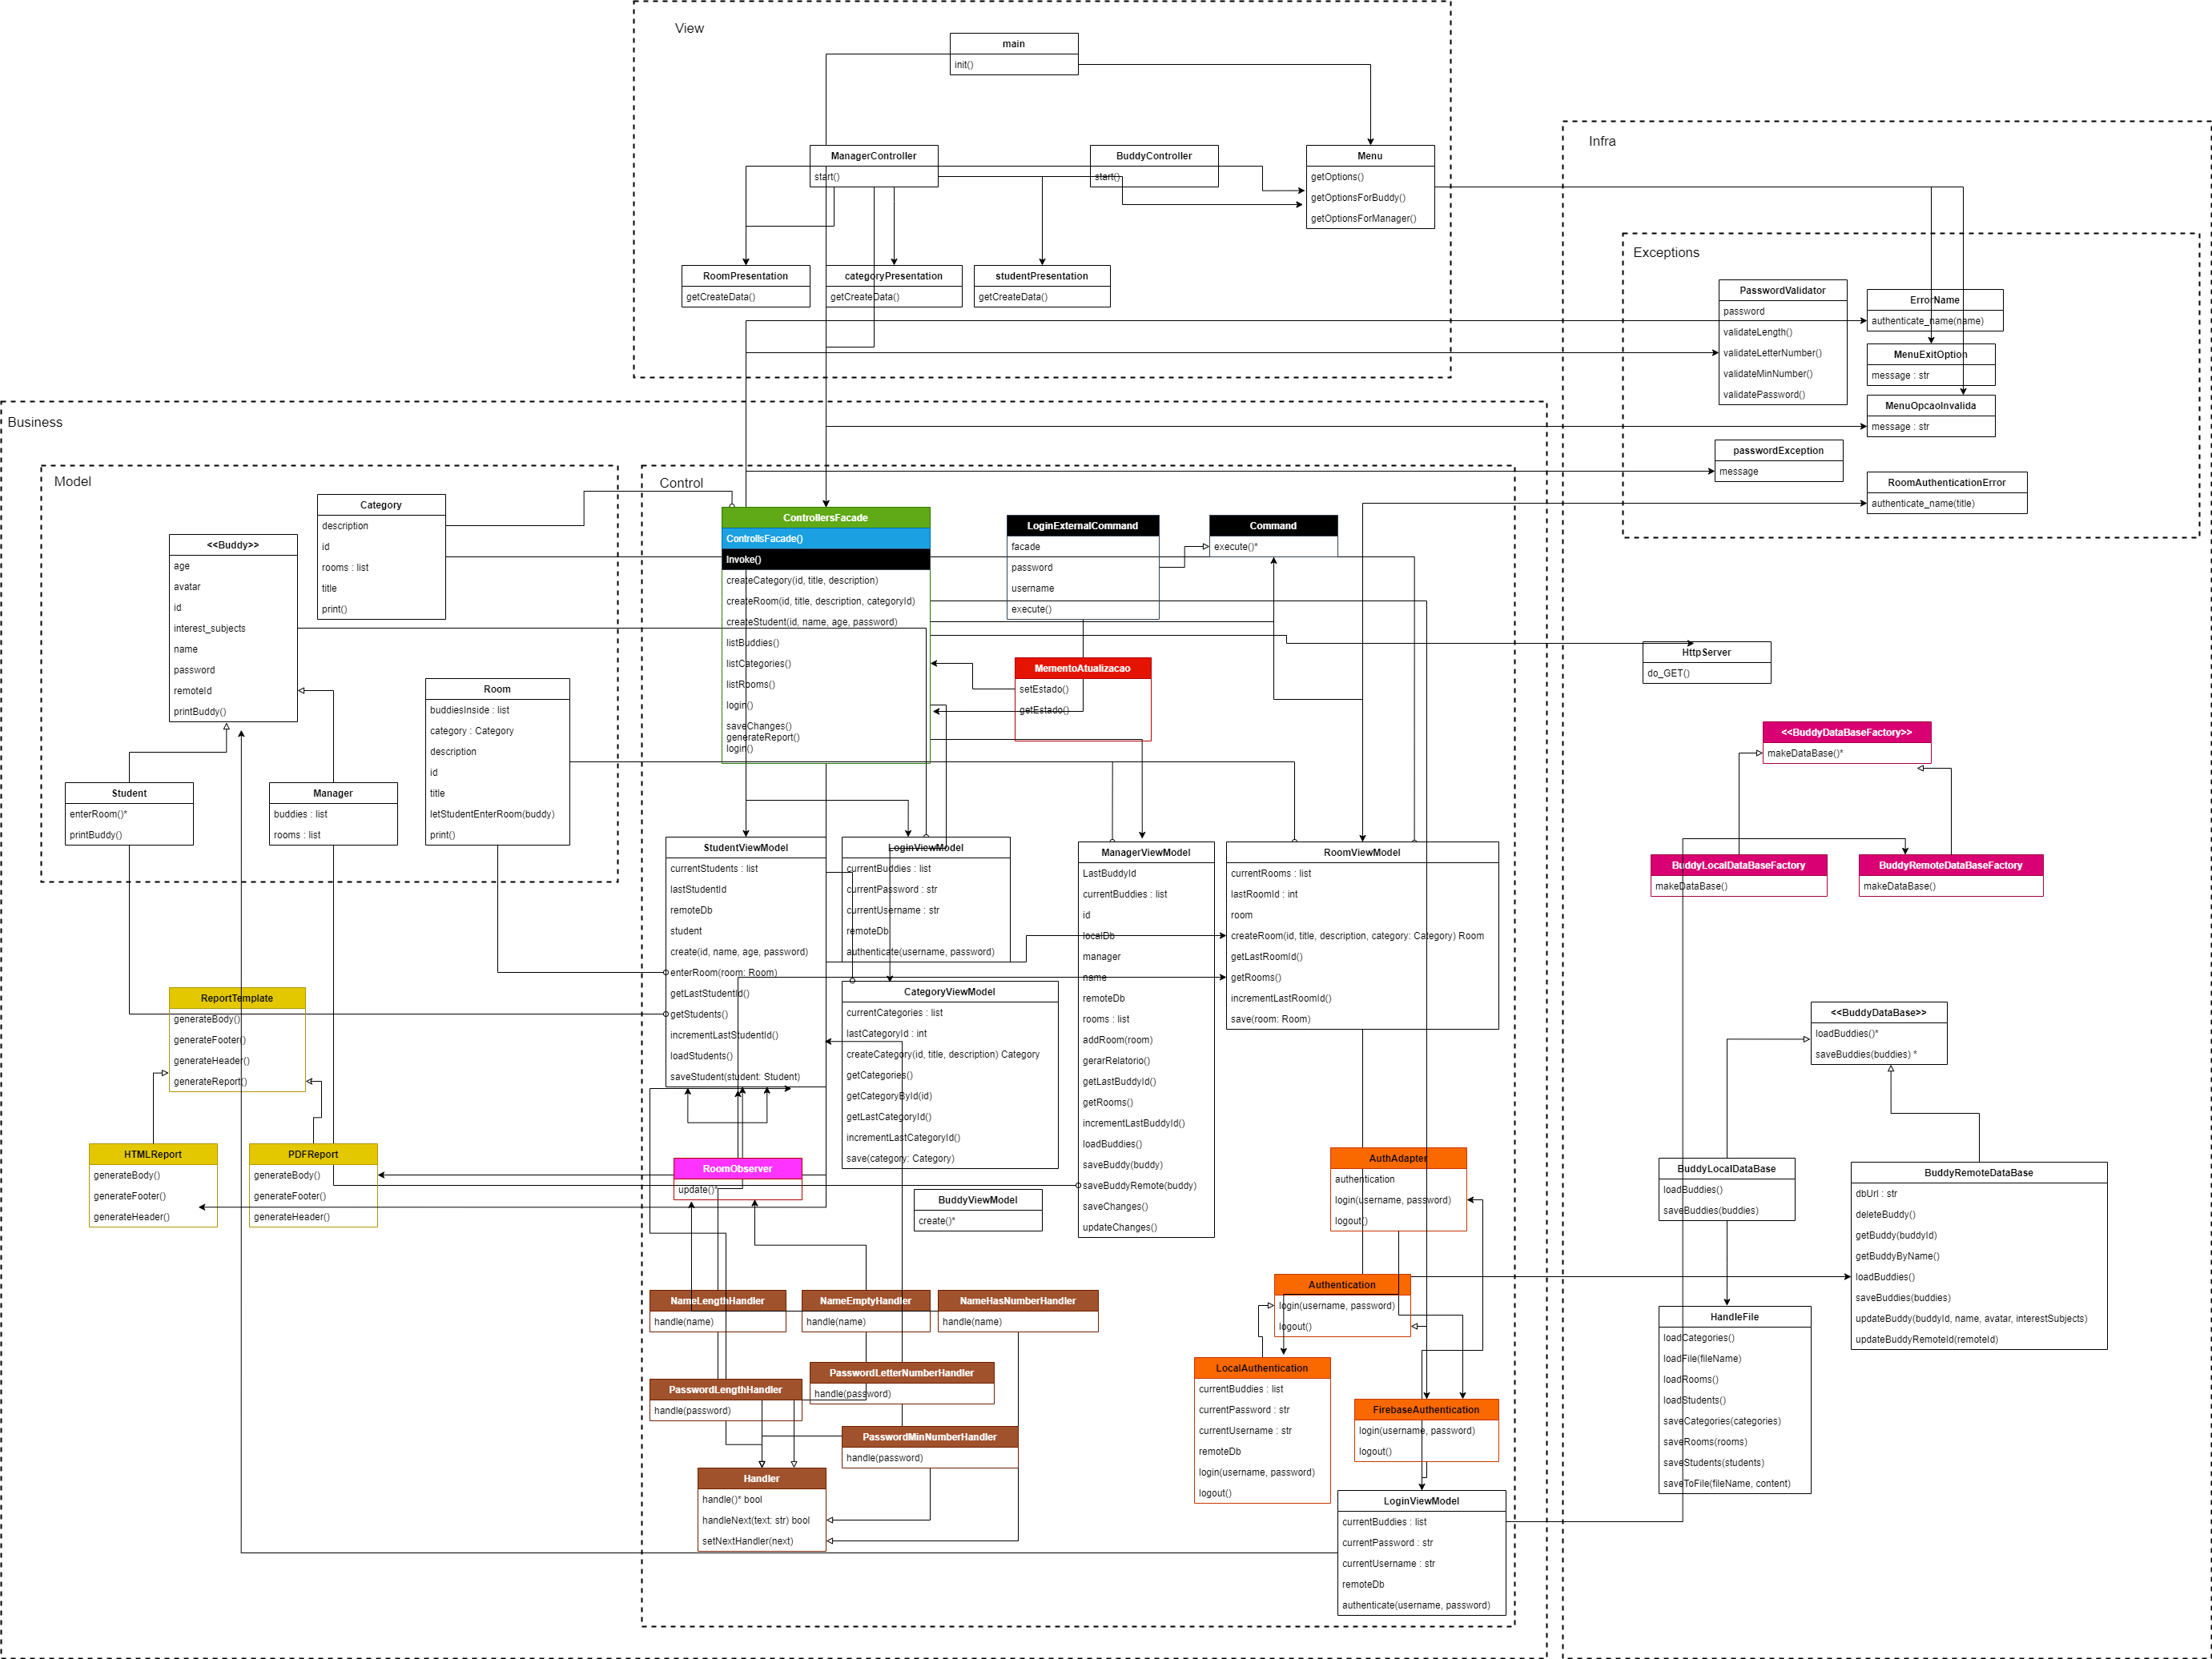 View
main
init()
ManagerController
start()
BuddyController
start()
Menu
getOptions()
getOptionsForBuddy()
getOptionsForManager()
RoomPresentation
getCreateData()
categoryPresentation
getCreateData()
studentPresentation
getCreateData()
Infra
Exceptions
PasswordValidator
password
validateLength()
validateLetterNumber()
validateMinNumber()
validatePassword()
ErrorName
authenticate_name(name)
MenuExitOption
message : str
MenuOpcaoInvalida
message : str
passwordException
message
RoomAuthenticationError
authenticate_name(title)
Business
Model
Category
description
id
rooms : list
title
print()
<<Buddy>>
age
avatar
id
interest_subjects
name
password
remoteId
printBuddy()
Room
buddiesInside : list
category : Category
description
id
title
letStudentEnterRoom(buddy)
print()
Student
enterRoom()*
printBuddy()
Manager
buddies : list
rooms : list
Control
ControllersFacade
ControllsFacade()
Invoke()
createCategory(id, title, description)
createRoom(id, title, description, categoryId)
createStudent(id, name, age, password)
listBuddies()
listCategories()
listRooms()
login()
saveChanges()
generateReport()
login()
LoginExternalCommand
facade
password
username
execute()
Command
execute()*
MementoAtualizacao
setEstado()
getEstado()
HttpServer
do_GET()
<<BuddyDataBaseFactory>>
makeDataBase()*
BuddyLocalDataBaseFactory
makeDataBase()
BuddyRemoteDataBaseFactory
makeDataBase()
StudentViewModel
currentStudents : list
lastStudentId
remoteDb
student
create(id, name, age, password)
enterRoom(room: Room)
getLastStudentId()
getStudents()
incrementLastStudentId()
loadStudents()
saveStudent(student: Student)
LoginViewModel
currentBuddies : list
currentPassword : str
currentUsername : str
remoteDb
authenticate(username, password)
CategoryViewModel
currentCategories : list
lastCategoryId : int
createCategory(id, title, description) Category
getCategories()
getCategoryById(id)
getLastCategoryId()
incrementLastCategoryId()
save(category: Category)
ManagerViewModel
LastBuddyId
currentBuddies : list
id
localDb
manager
name
remoteDb
rooms : list
addRoom(room)
gerarRelatorio()
getLastBuddyId()
getRooms()
incrementLastBuddyId()
loadBuddies()
saveBuddy(buddy)
saveBuddyRemote(buddy)
saveChanges()
updateChanges()
RoomViewModel
currentRooms : list
lastRoomId : int
room
createRoom(id, title, description, category: Category) Room
getLastRoomId()
getRooms()
incrementLastRoomId()
save(room: Room)
ReportTemplate
generateBody()
generateFooter()
generateHeader()
generateReport()
HTMLReport
generateBody()
generateFooter()
generateHeader()
PDFReport
generateBody()
generateFooter()
generateHeader()
RoomObserver
update()*
BuddyViewModel
create()*
AuthAdapter
authentication
login(username, password)
logout()
Authentication
login(username, password)
logout()
LocalAuthentication
currentBuddies : list
currentPassword : str
currentUsername : str
remoteDb
login(username, password)
logout()
FirebaseAuthentication
login(username, password)
logout()
LoginViewModel
currentBuddies : list
currentPassword : str
currentUsername : str
remoteDb
authenticate(username, password)
NameLengthHandler
handle(name)
NameEmptyHandler
handle(name)
NameHasNumberHandler
handle(name)
PasswordLengthHandler
handle(password)
PasswordLetterNumberHandler
handle(password)
PasswordMinNumberHandler
handle(password)
Handler
handle()* bool
handleNext(text: str) bool
setNextHandler(next)
<<BuddyDataBase>>
loadBuddies()*
saveBuddies(buddies) *
BuddyLocalDataBase
loadBuddies()
saveBuddies(buddies)
BuddyRemoteDataBase
dbUrl : str
deleteBuddy()
getBuddy(buddyId)
getBuddyByName()
loadBuddies()
saveBuddies(buddies)
updateBuddy(buddyId, name, avatar, interestSubjects)
updateBuddyRemoteId(remoteId)
HandleFile
loadCategories()
loadFile(fileName)
loadRooms()
loadStudents()
saveCategories(categories)
saveRooms(rooms)
saveStudents(students)
saveToFile(fileName, content)